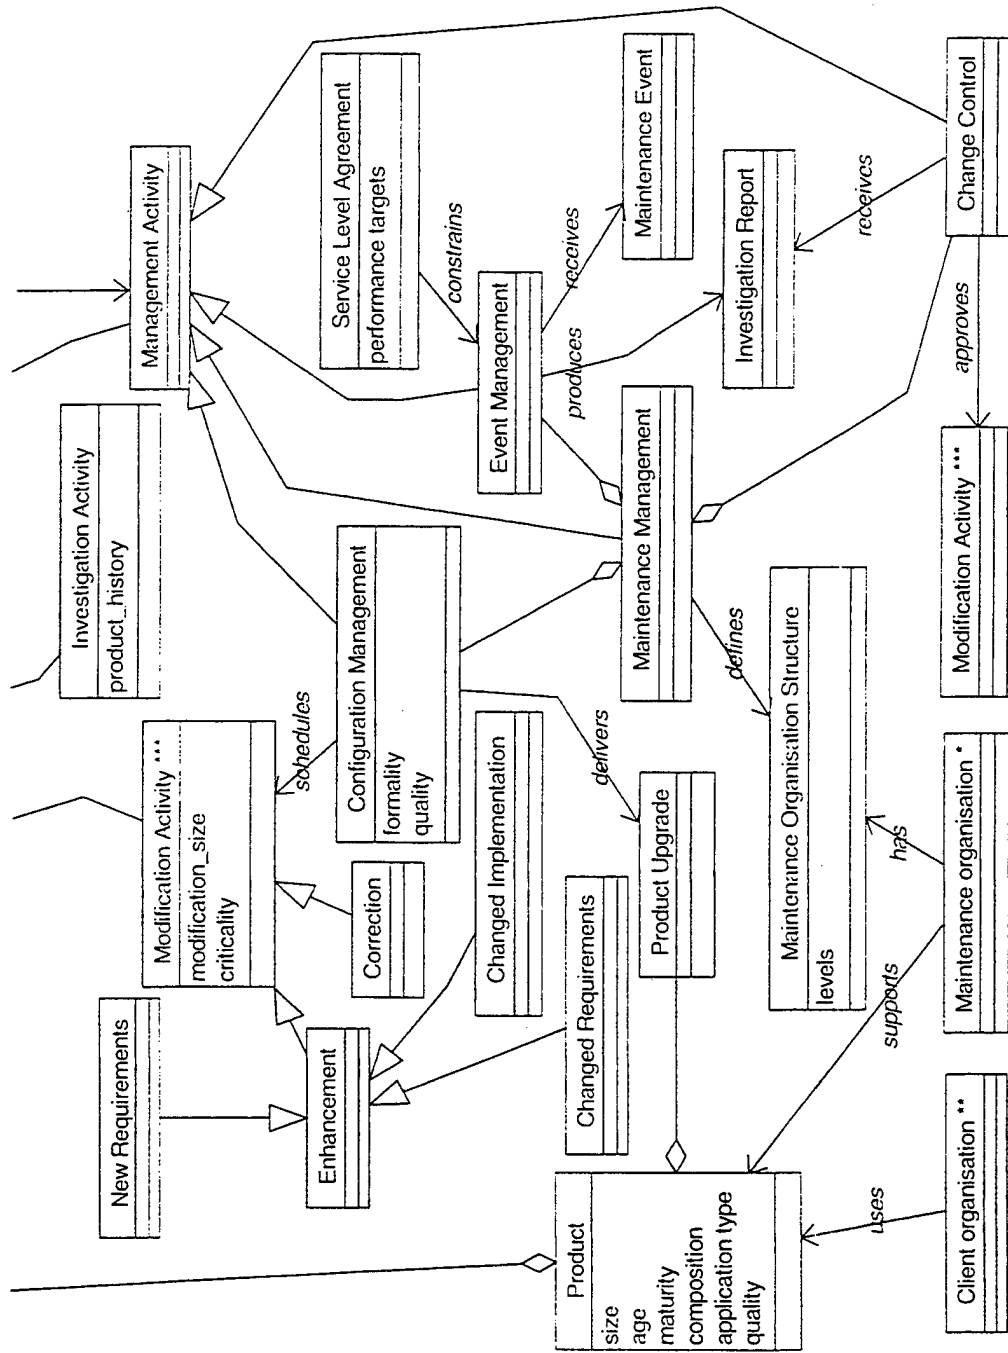 Investigation Activity
product_history
New Requirements
Modification Activity ***
modification_size
criticality
Management Activity
schedules
Enhancement
Correction
Configuration Management
formality
quality
Service Level Agreement
performance targets
constrains
Changed Implementation
Event Management
produces
receives
Changed Requirements
delivers
Product
size
age
maturity
composition
application type
quality
Product Upgrade
Maintenance Management
Maintenance Event
defines
Investigation Report
Maintenance Organisation Structure
levels
uses
supports
has
approves
receives
Client organisation **
Maintenance organisation *
Modification Activity ***
Change Control